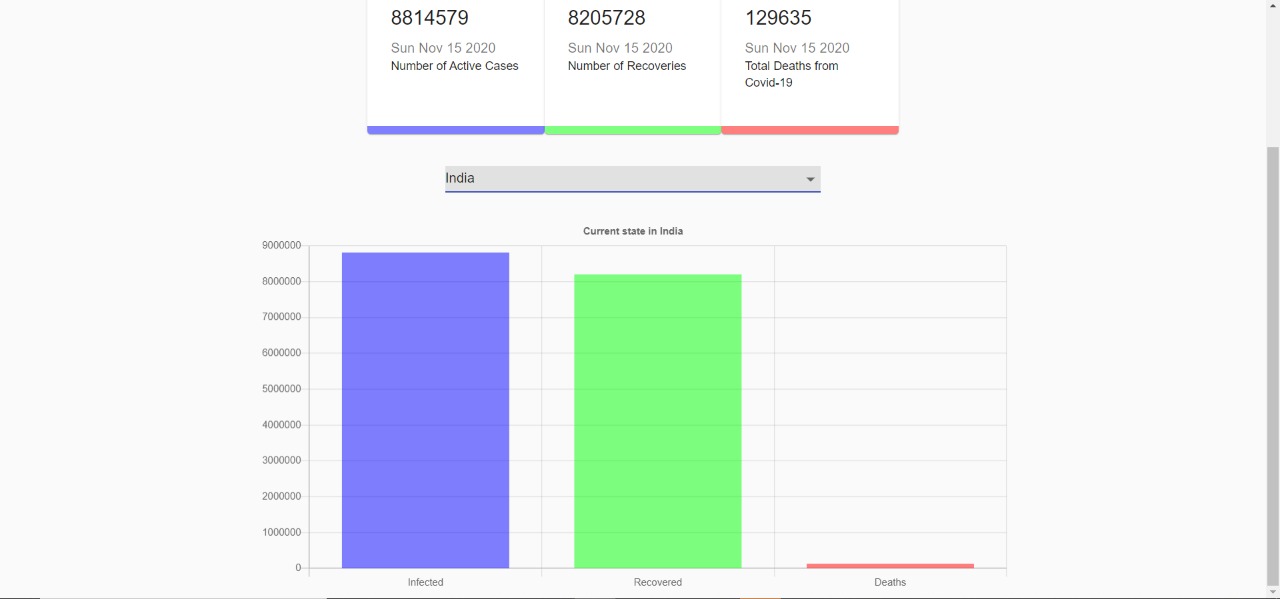 8814579
Sun Nov 15 2020
Number of Active Cases
8205728
Sun Nov 15 2020
Number of Recoveries
129635
Sun Nov 15 2020
Total Deaths from
Covid-19
India
Current state in India
9000000
8000000
7000000
6000000
5000000
4000000
3000000
2000000
1000000
0
Infected
Recovered
Deaths